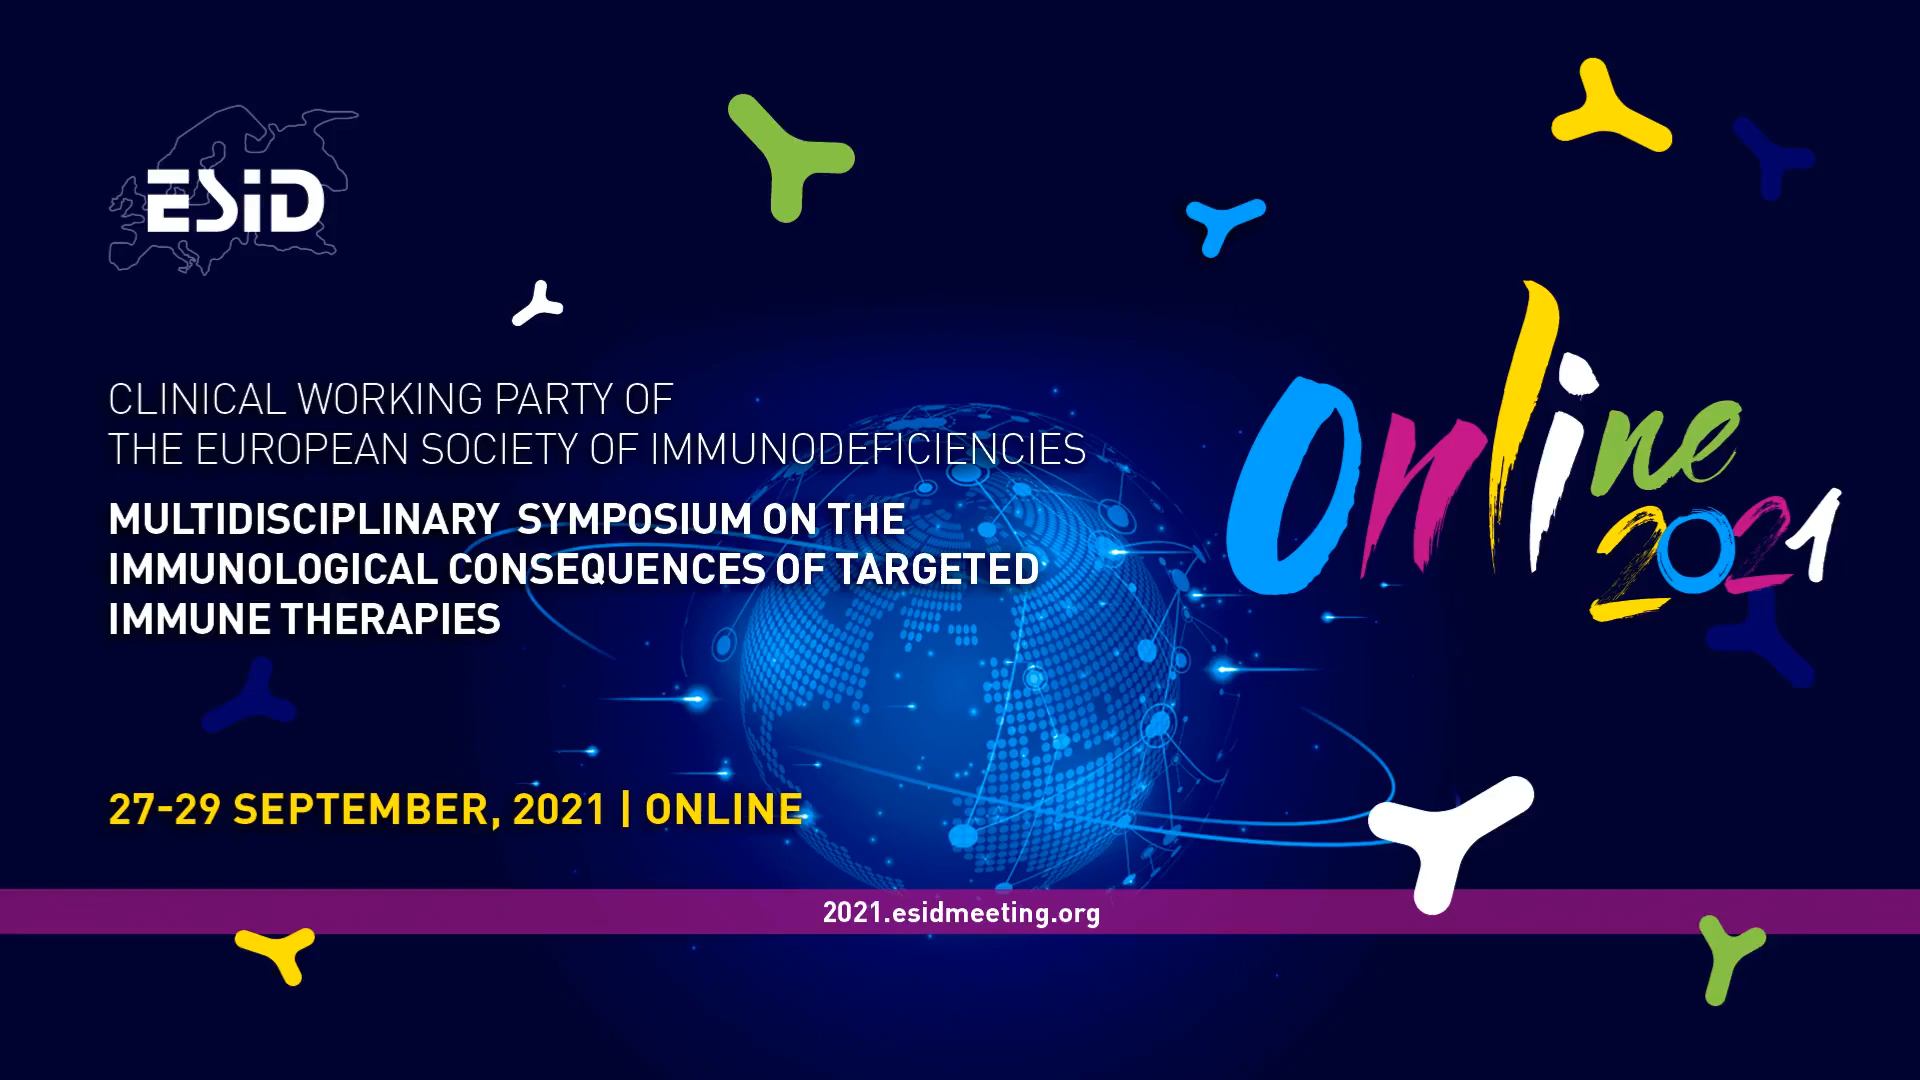 ESiD
CLINICAL WORKING PARTY OF
THE EUROPEAN SOCIETY OF IMMUNODEFICIENCIES
MULTIDISCIPLINARY SYMPOSIUM ON THE
IMMUNOLOGICAL CONSEQUENCES OF TARGETED
IMMUNE THERAPIES
Online
2021
27-29 SEPTEMBER, 2021 | ONLINE
2021.esidmeeting.org